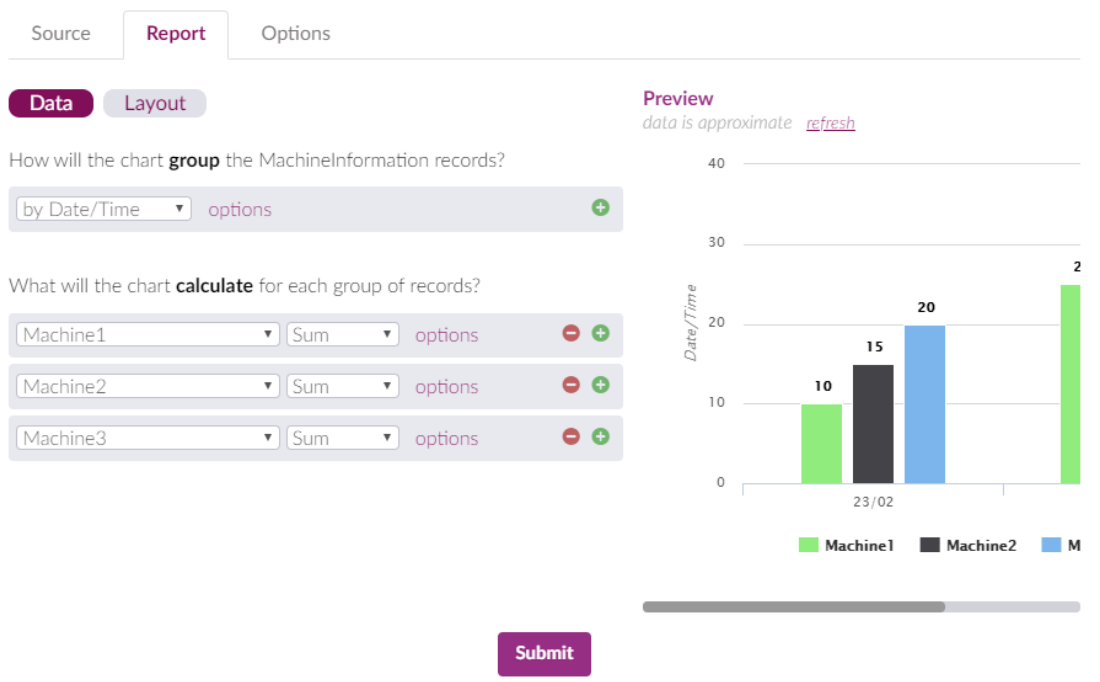 Source Report Options
Data Layout
How will the chart group the MachineInformation records?
by Date/Time options
What will the chart calculate for each group of records?
Machine1 Sum options
Machine2 Sum options
Machine3 Sum options
Preview
data is approximate refresh
40
30
20
10
0
Date/Time
10
15
20
2
23/02
Machine1 Machine2 M
Submit